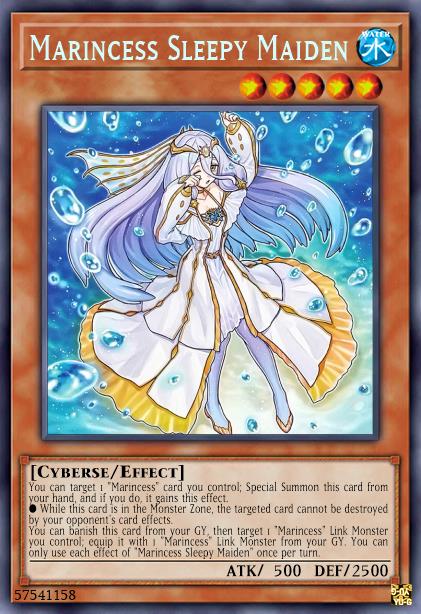 Marincess Sleepy Maiden
WATER
水
[Cyberse/Effect]
You can target 1 "Marincess" card you control; Special Summon this card from
your hand, and if you do, it gains this effect.
● While this card is in the Monster Zone, the targeted card cannot be destroyed
by your opponent's card effects.
You can banish this card from your GY, then target 1 "Marincess" Link Monster
you control; equip it with 1 "Marincess" Link Monster from your GY. You can
only use each effect of "Marincess Sleepy Maiden" once per turn.
ATK/ 500 DEF/2500
57541158